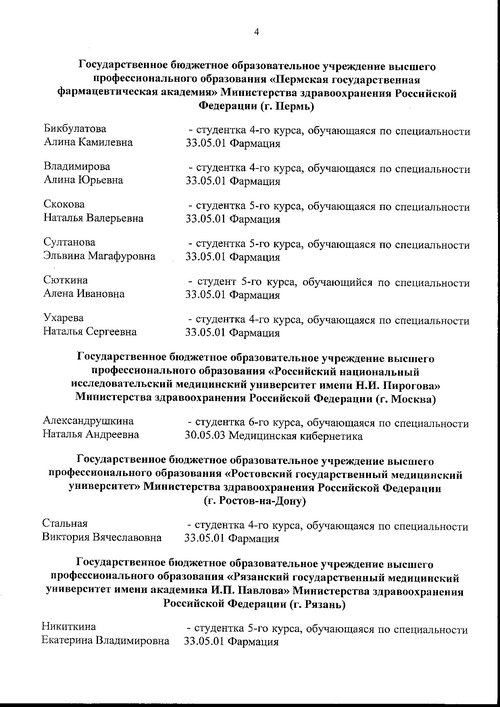 4
Государственное бюджетное образовательное учреждение высшего
профессионального образования «Пермская государственная
фармацевтическая академия» Министерства здравоохранения Российской
Федерации (г. Пермь)
Бикбулатова - студентка 4-го курса, обучающаяся по специальности
Алина Камилевна 33.05.01 Фармация
Владимирова - студентка 4-го курса, обучающаяся по специальности
Алина Юрьевна 33.05.01 Фармация
Скокова - студентка 5-го курса, обучающаяся по специальности
Наталья Валерьевна 33.05.01 Фармация
Султанова - студентка 5-го курса, обучающаяся по специальности
Эльвина Магафуровна 33.05.01 Фармация
Сюткина - студент 5-го курса, обучающийся по специальности
Алена Ивановна 33.05.01 Фармация
Ухарева - студентка 4-го курса, обучающаяся по специальности
Наталья Сергеевна 33.05.01 Фармация
Государственное бюджетное образовательное учреждение высшего
профессионального образования «Российский национальный
исследовательский медицинский университет имени Н.И. Пирогова»
Министерства здравоохранения Российской Федерации (г. Москва)
Александрушкина - студентка 6-го курса, обучающаяся по специальности
Наталья Андреевна 30.05.03 Медицинская кибернетика
Государственное бюджетное образовательное учреждение высшего
профессионального образования «Ростовский государственный медицинский
университет» Министерства здравоохранения Российской Федерации
(г. Ростов-на-Дону)
Стальная - студентка 4-го курса, обучающаяся по специальности
Виктория Вячеславовна 33.05.01 Фармация
Государственное бюджетное образовательное учреждение высшего
профессионального образования «Рязанский государственный медицинский
университет имени академика И.П. Павлова» Министерства здравоохранения
Российской Федерации (г. Рязань)
Никиткина - студентка 5-го курса, обучающаяся по специальности
Екатерина Владимировна 33.05.01 Фармация